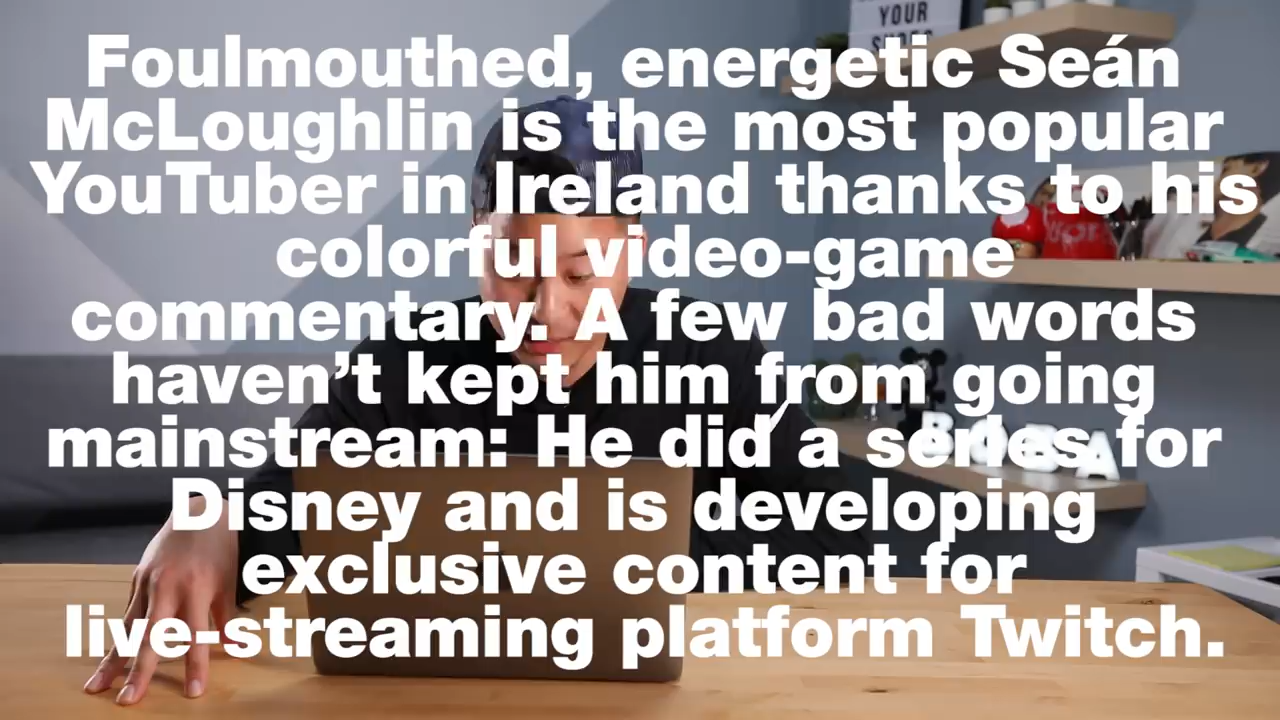 YOUR
SHOES
Foulmouthed, energetic Seán
McLoughlin is the most popular
YouTuber in Ireland thanks to his
colorful video-game
commentary. A few bad words
haven’t kept him from going
mainstream: He did a series for
Disney and is developing
exclusive content for
live-streaming platform Twitch.
BOBA